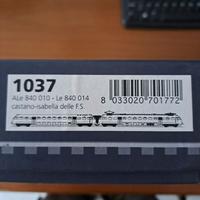 1037
ALe 840 010 - Le 840 014
castano-isabella delle F.S.
8 033020 701772